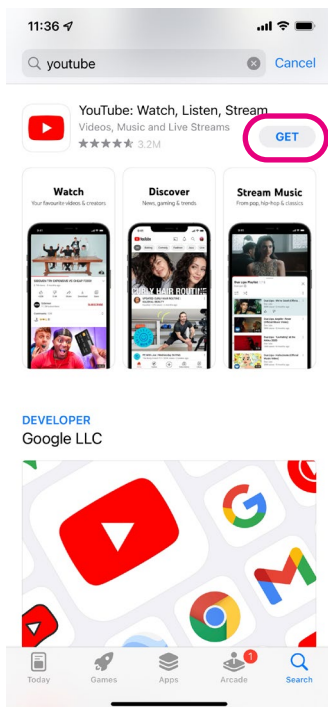 11:36
youtube
Cancel
YouTube: Watch, Listen, Stream
Videos, Music and Live Streams
3.2M
GET
Watch
Your favourite videos & creators
Discover
News, gaming & trends
Stream Music
From pop, hip-hop & classics
CURLY HAIR ROUTINE
DEVELOPER
Google LLC
1
Today
Games
Apps
Arcade
Search